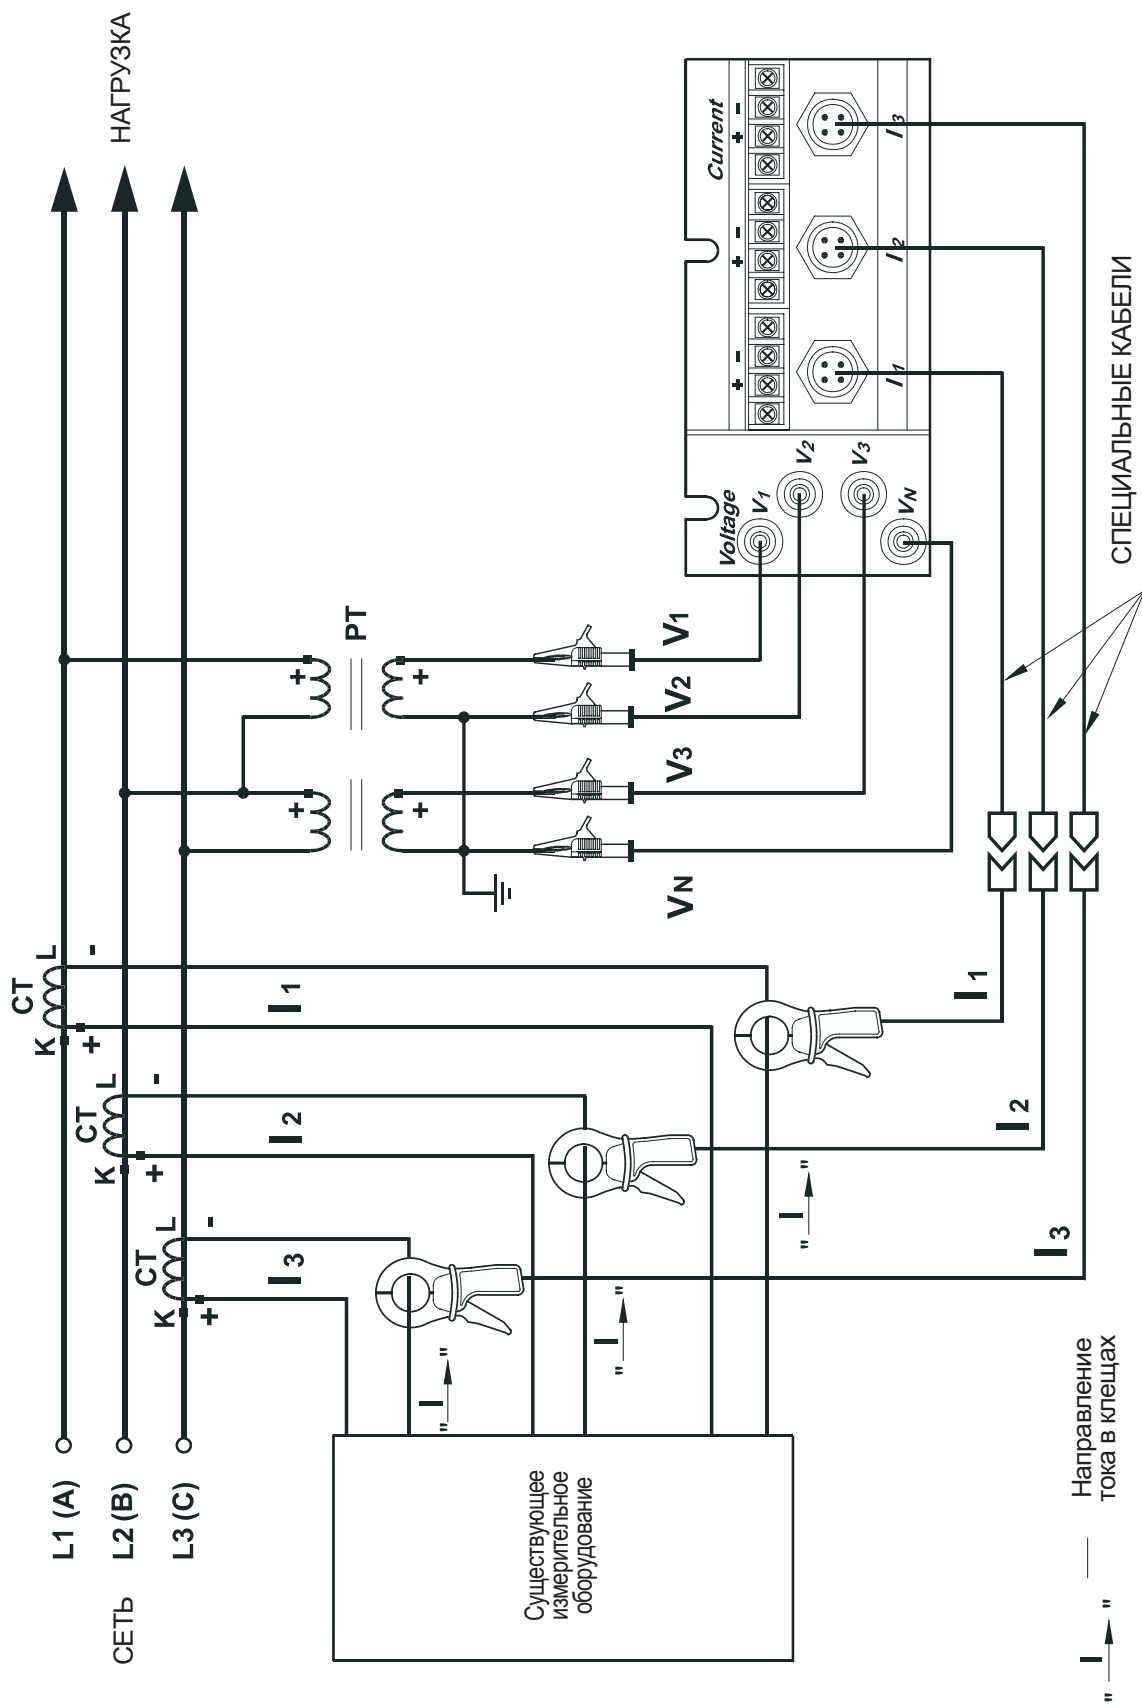 СЕТЬ
НАГРУЗКА
L1 (A)
L2 (B)
L3 (C)
K
CT
L
+
-
K
CT
L
+
-
K
CT
L
+
-
I1
I2
I3
PT
+
+
+
+
V1
V2
V3
VN
Voltage
V1
V2
V3
VN
Current
+ -
+ -
+ -
I1
I2
I3
СПЕЦИАЛЬНЫЕ КАБЕЛИ
I1
I2
I3
" I "
" I "
" I "
Существующее
измерительное
оборудование
" I " —
Направление
тока в клещах